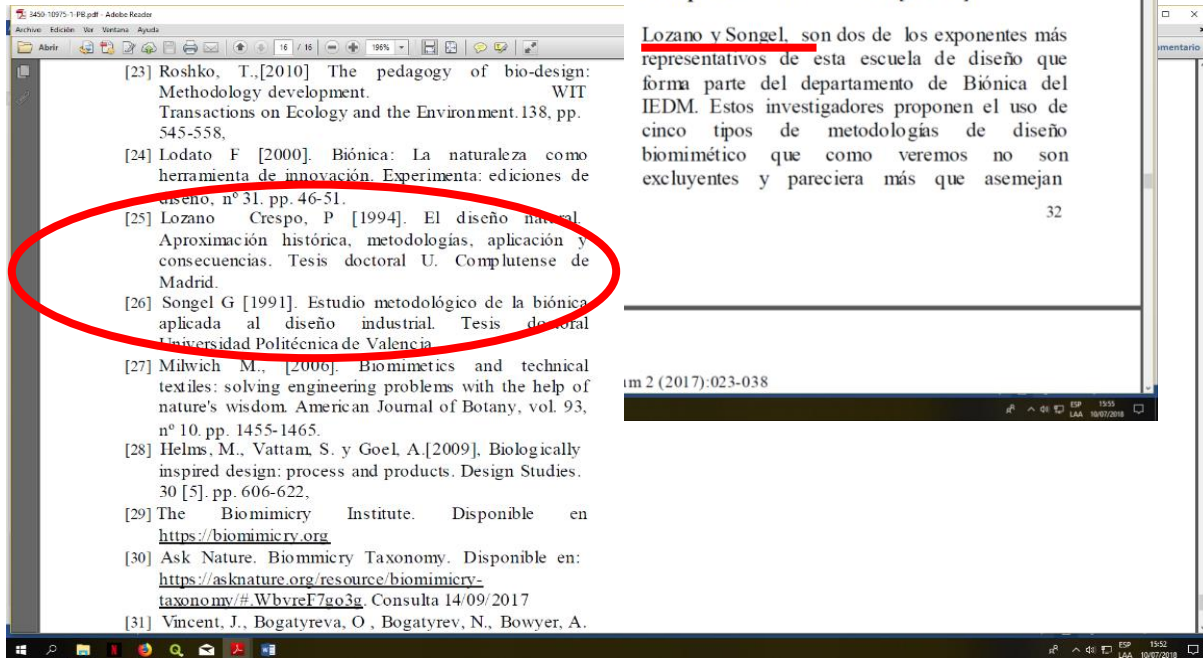 3450-10975-1-PB.pdf - Adobe Reader
Archivo Edición Ver Ventana Ayuda
Abrir 16 / 16 196%
[23] Roshko, T.,[2010] The pedagogy of bio-design:
Methodology development. WIT
Transactions on Ecology and the Environment.138, pp.
545-558,
[24] Lodato F [2000]. Biónica: La naturaleza como
herramienta de innovación. Experimenta: ediciones de
diseño, nº 31. pp. 46-51.
[25] Lozano Crespo, P [1994]. El diseño natural.
Aproximación histórica, metodologías, aplicación y
consecuencias. Tesis doctoral U. Complutense de
Madrid.
[26] Songel G [1991]. Estudio metodológico de la biónica
aplicada al diseño industrial. Tesis doctoral
Universidad Politécnica de Valencia
[27] Milwich M., [2006]. Biomimetics and technical
textiles: solving engineering problems with the help of
nature's wisdom. American Journal of Botany, vol. 93,
nº 10. pp. 1455-1465.
[28] Helms, M., Vattam, S. y Goel, A.[2009], Biologically
inspired design: process and products. Design Studies.
30 [5]. pp. 606-622,
[29] The Biomimicry Institute. Disponible en
https://biomimicry.org
[30] Ask Nature. Biommicry Taxonomy. Disponible en:
https://asknature.org/resource/biomimicry-
taxonomy/#.WbvreF7go3g. Consulta 14/09/2017
[31] Vincent, J., Bogatyreva, O , Bogatyrev, N., Bowyer, A.
Lozano y Songel, son dos de los exponentes más
representativos de esta escuela de diseño que
forma parte del departamento de Biónica del
IEDM. Estos investigadores proponen el uso de
cinco tipos de metodologías de diseño
biomimético que como veremos no son
excluyentes y pareciera más que asemejan
32
um 2 (2017):023-038
ESP 15:55
LAA 10/07/2018
mentario
ESP 15:52
LAA 10/07/2018